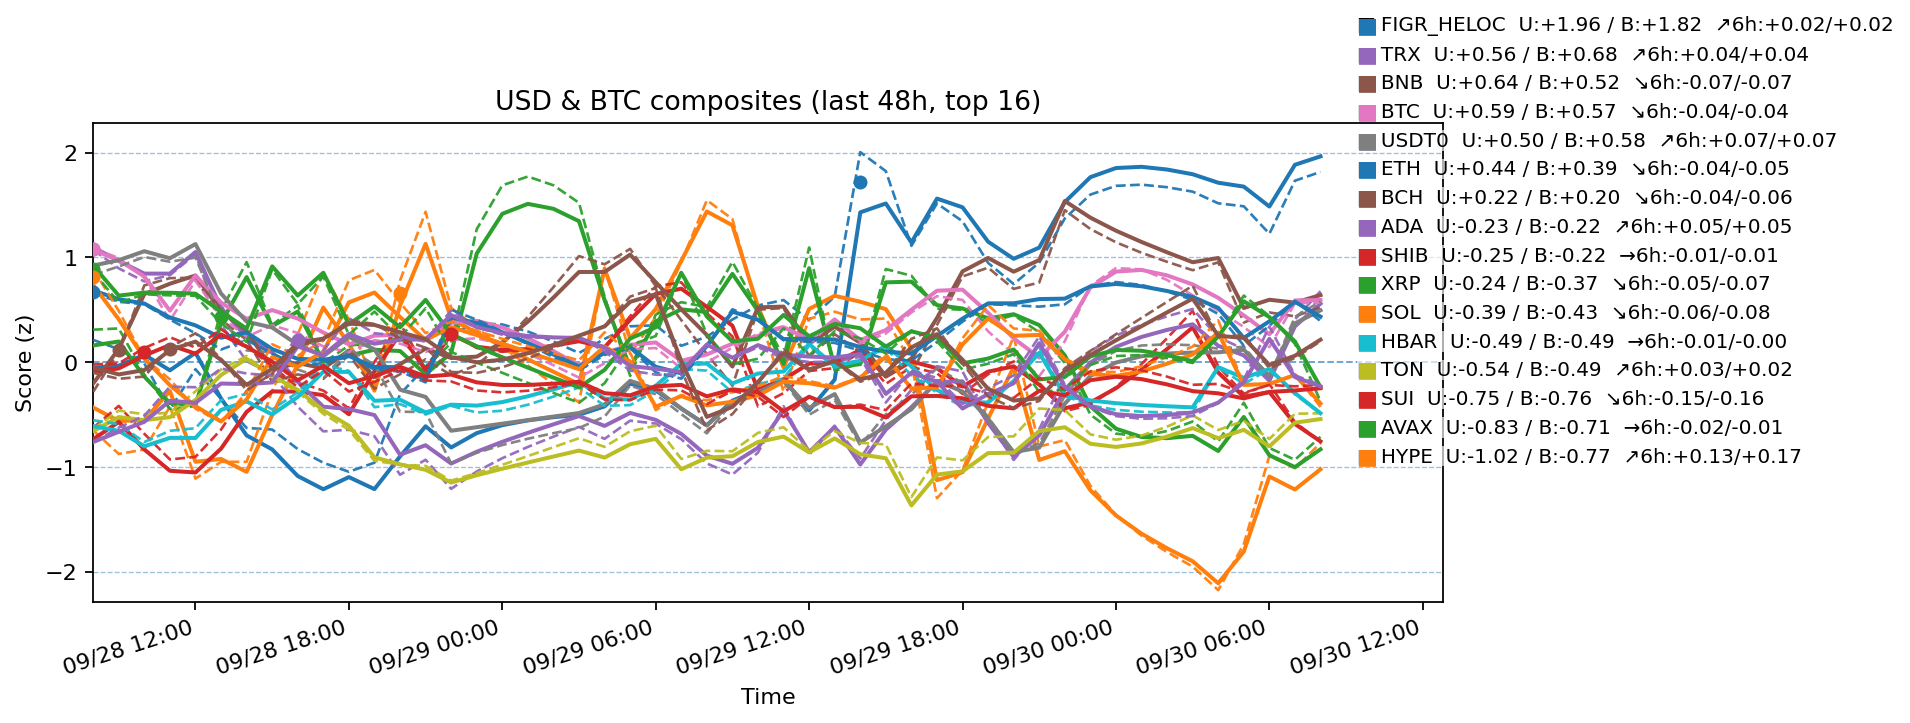 FIGR_HELOC U:+1.96 / B:+1.82 ↗6h:+0.02/+0.02
TRX U:+0.56 / B:+0.68 ↗6h:+0.04/+0.04
BNB U:+0.64 / B:+0.52 ↘6h:-0.07/-0.07
USD & BTC composites (last 48h, top 16)
BTC U:+0.59 / B:+0.57 ↘6h:-0.04/-0.04
USDT0 U:+0.50 / B:+0.58 ↗6h:+0.07/+0.07
ETH U:+0.44 / B:+0.39 ↘6h:-0.04/-0.05
BCH U:+0.22 / B:+0.20 ↘6h:-0.04/-0.06
ADA U:-0.23 / B:-0.22 ↗6h:+0.05/+0.05
SHIB U:-0.25 / B:-0.22 →6h:-0.01/-0.01
XRP U:-0.24 / B:-0.37 ↘6h:-0.05/-0.07
SOL U:-0.39 / B:-0.43 ↘6h:-0.06/-0.08
HBAR U:-0.49 / B:-0.49 →6h:-0.01/-0.00
TON U:-0.54 / B:-0.49 ↗6h:+0.03/+0.02
SUI U:-0.75 / B:-0.76 ↘6h:-0.15/-0.16
AVAX U:-0.83 / B:-0.71 →6h:-0.02/-0.01
HYPE U:-1.02 / B:-0.77 ↗6h:+0.13/+0.17
Score (z)
2
1
0
−1
−2
09/28 12:00
09/28 18:00
09/29 00:00
09/29 06:00
09/29 12:00
09/29 18:00
09/30 00:00
09/30 06:00
09/30 12:00
Time